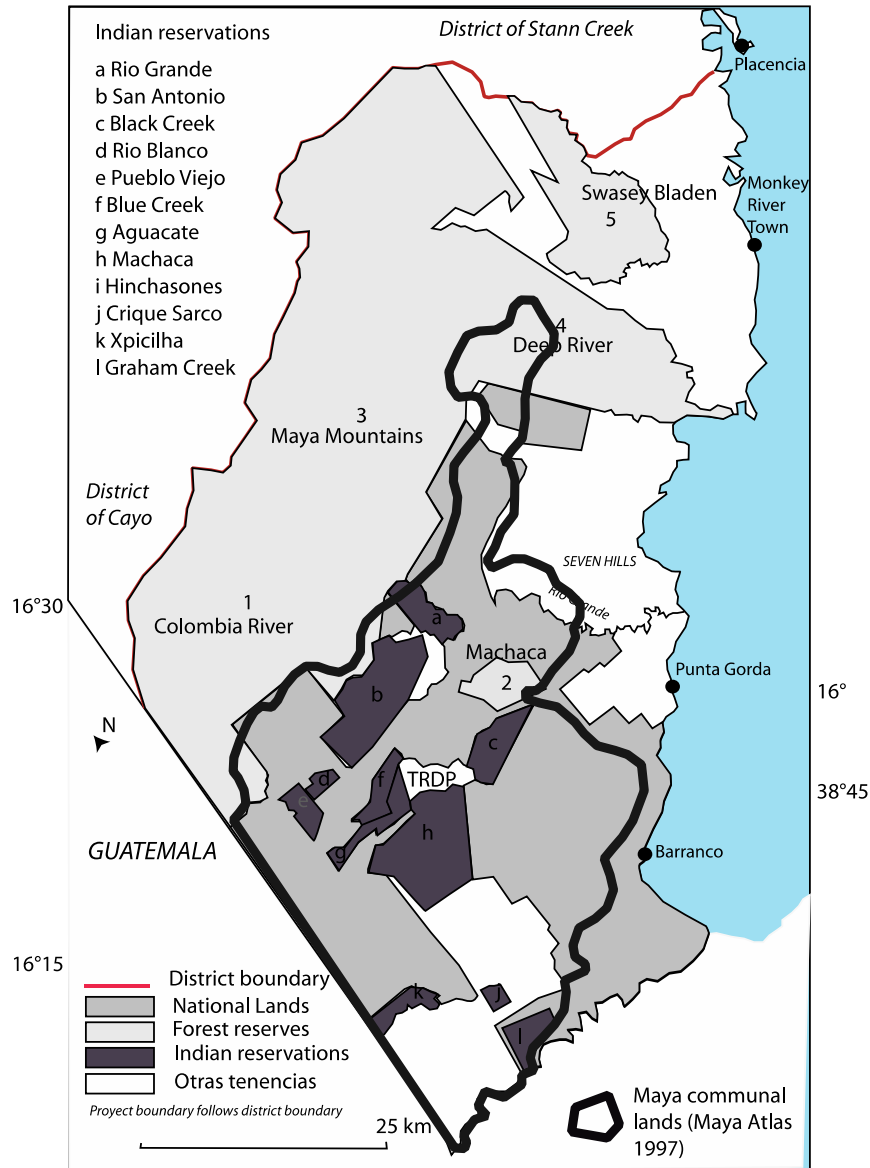 Indian reservations
a Rio Grande
b San Antonio
c Black Creek
d Rio Blanco
e Pueblo Viejo
f Blue Creek
g Aguacate
h Machaca
i Hinchasones
j Crique Sarco
k Xpicilha
l Graham Creek
District of Stann Creek
Placencia
Swasey Bladen
5
Monkey
River
Town
4
Deep River
3
Maya Mountains
District
of Cayo
SEVEN HILLS
Rio Grande
16°30
1
Colombia River
a
Machaca
2
Punta Gorda
16°
b
N
c
d
e
f
TRDP
38°45
g
h
GUATEMALA
Barranco
16°15
k
j
l
District boundary
National Lands
Forest reserves
Indian reservations
Otras tenencias
Proyect boundary follows district boundary
25 km
Maya communal
lands (Maya Atlas
1997)